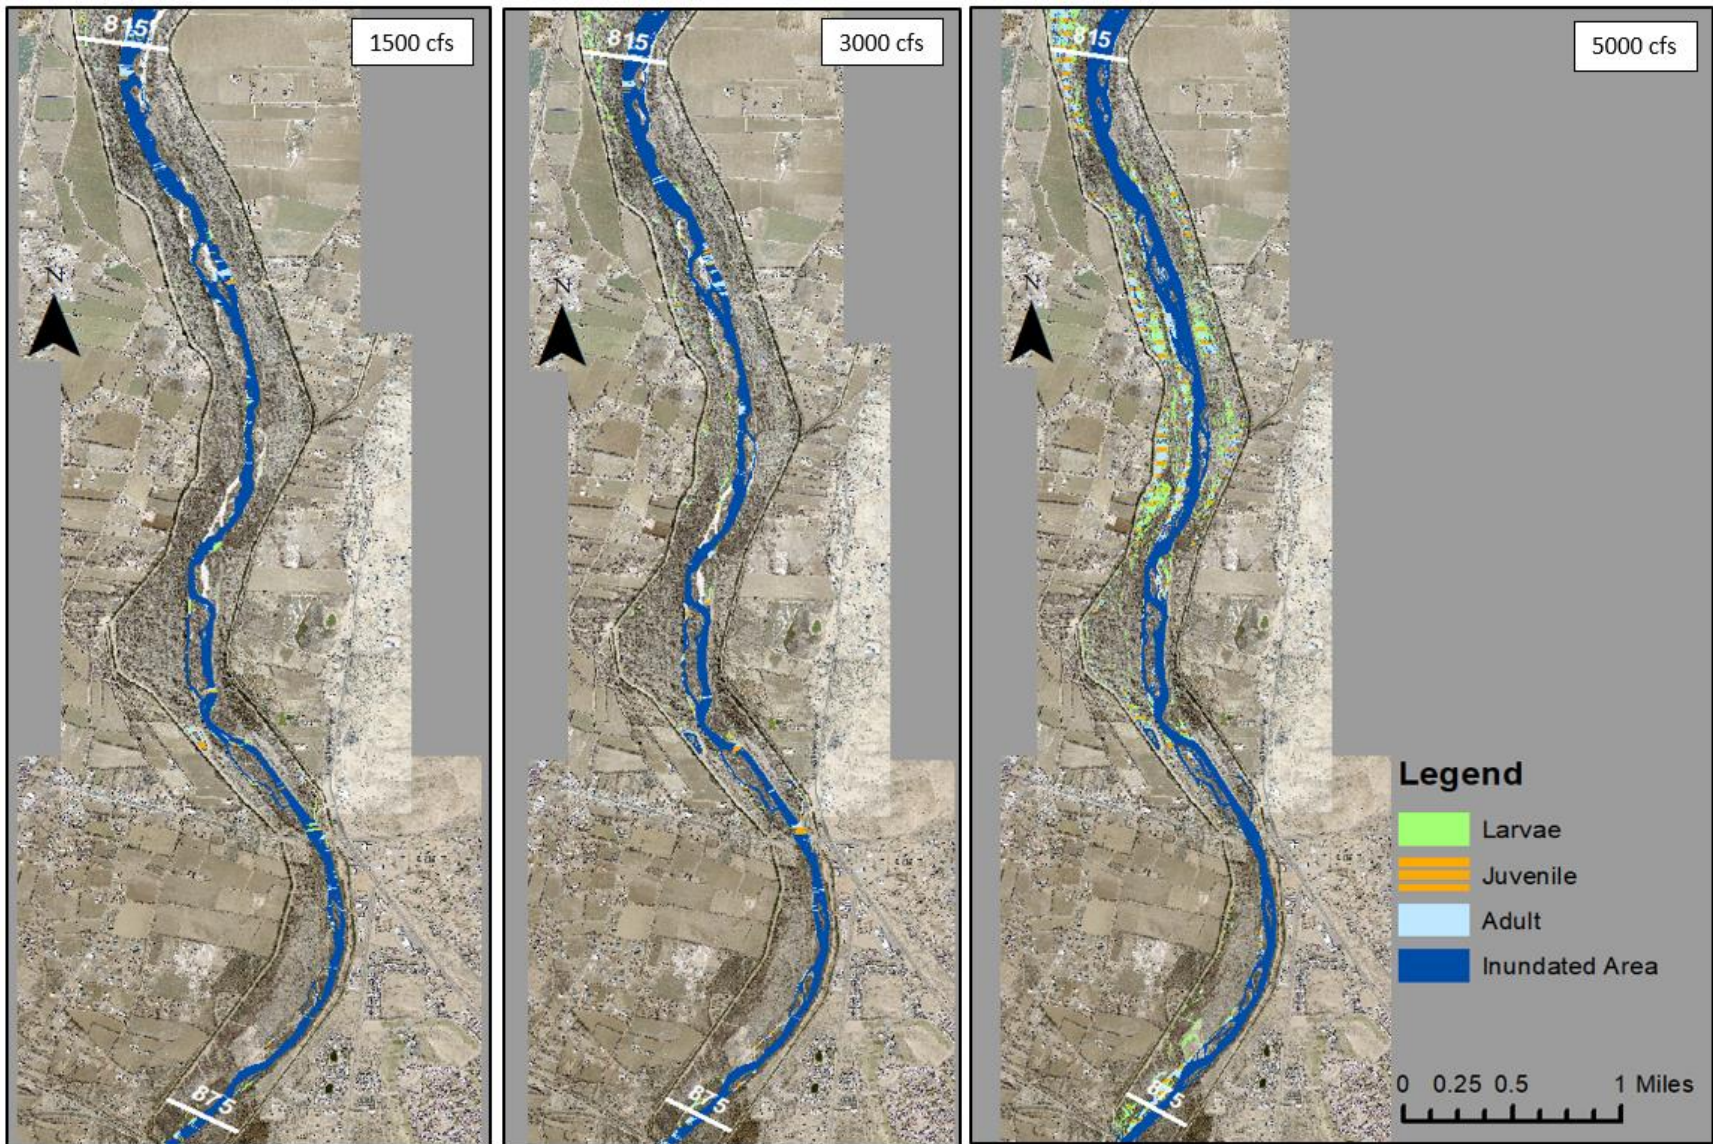 815
1500 cfs
N
875
815
3000 cfs
N
875
815
5000 cfs
N
875
Legend
Larvae
Juvenile
Adult
Inundated Area
0 0.25 0.5 1 Miles